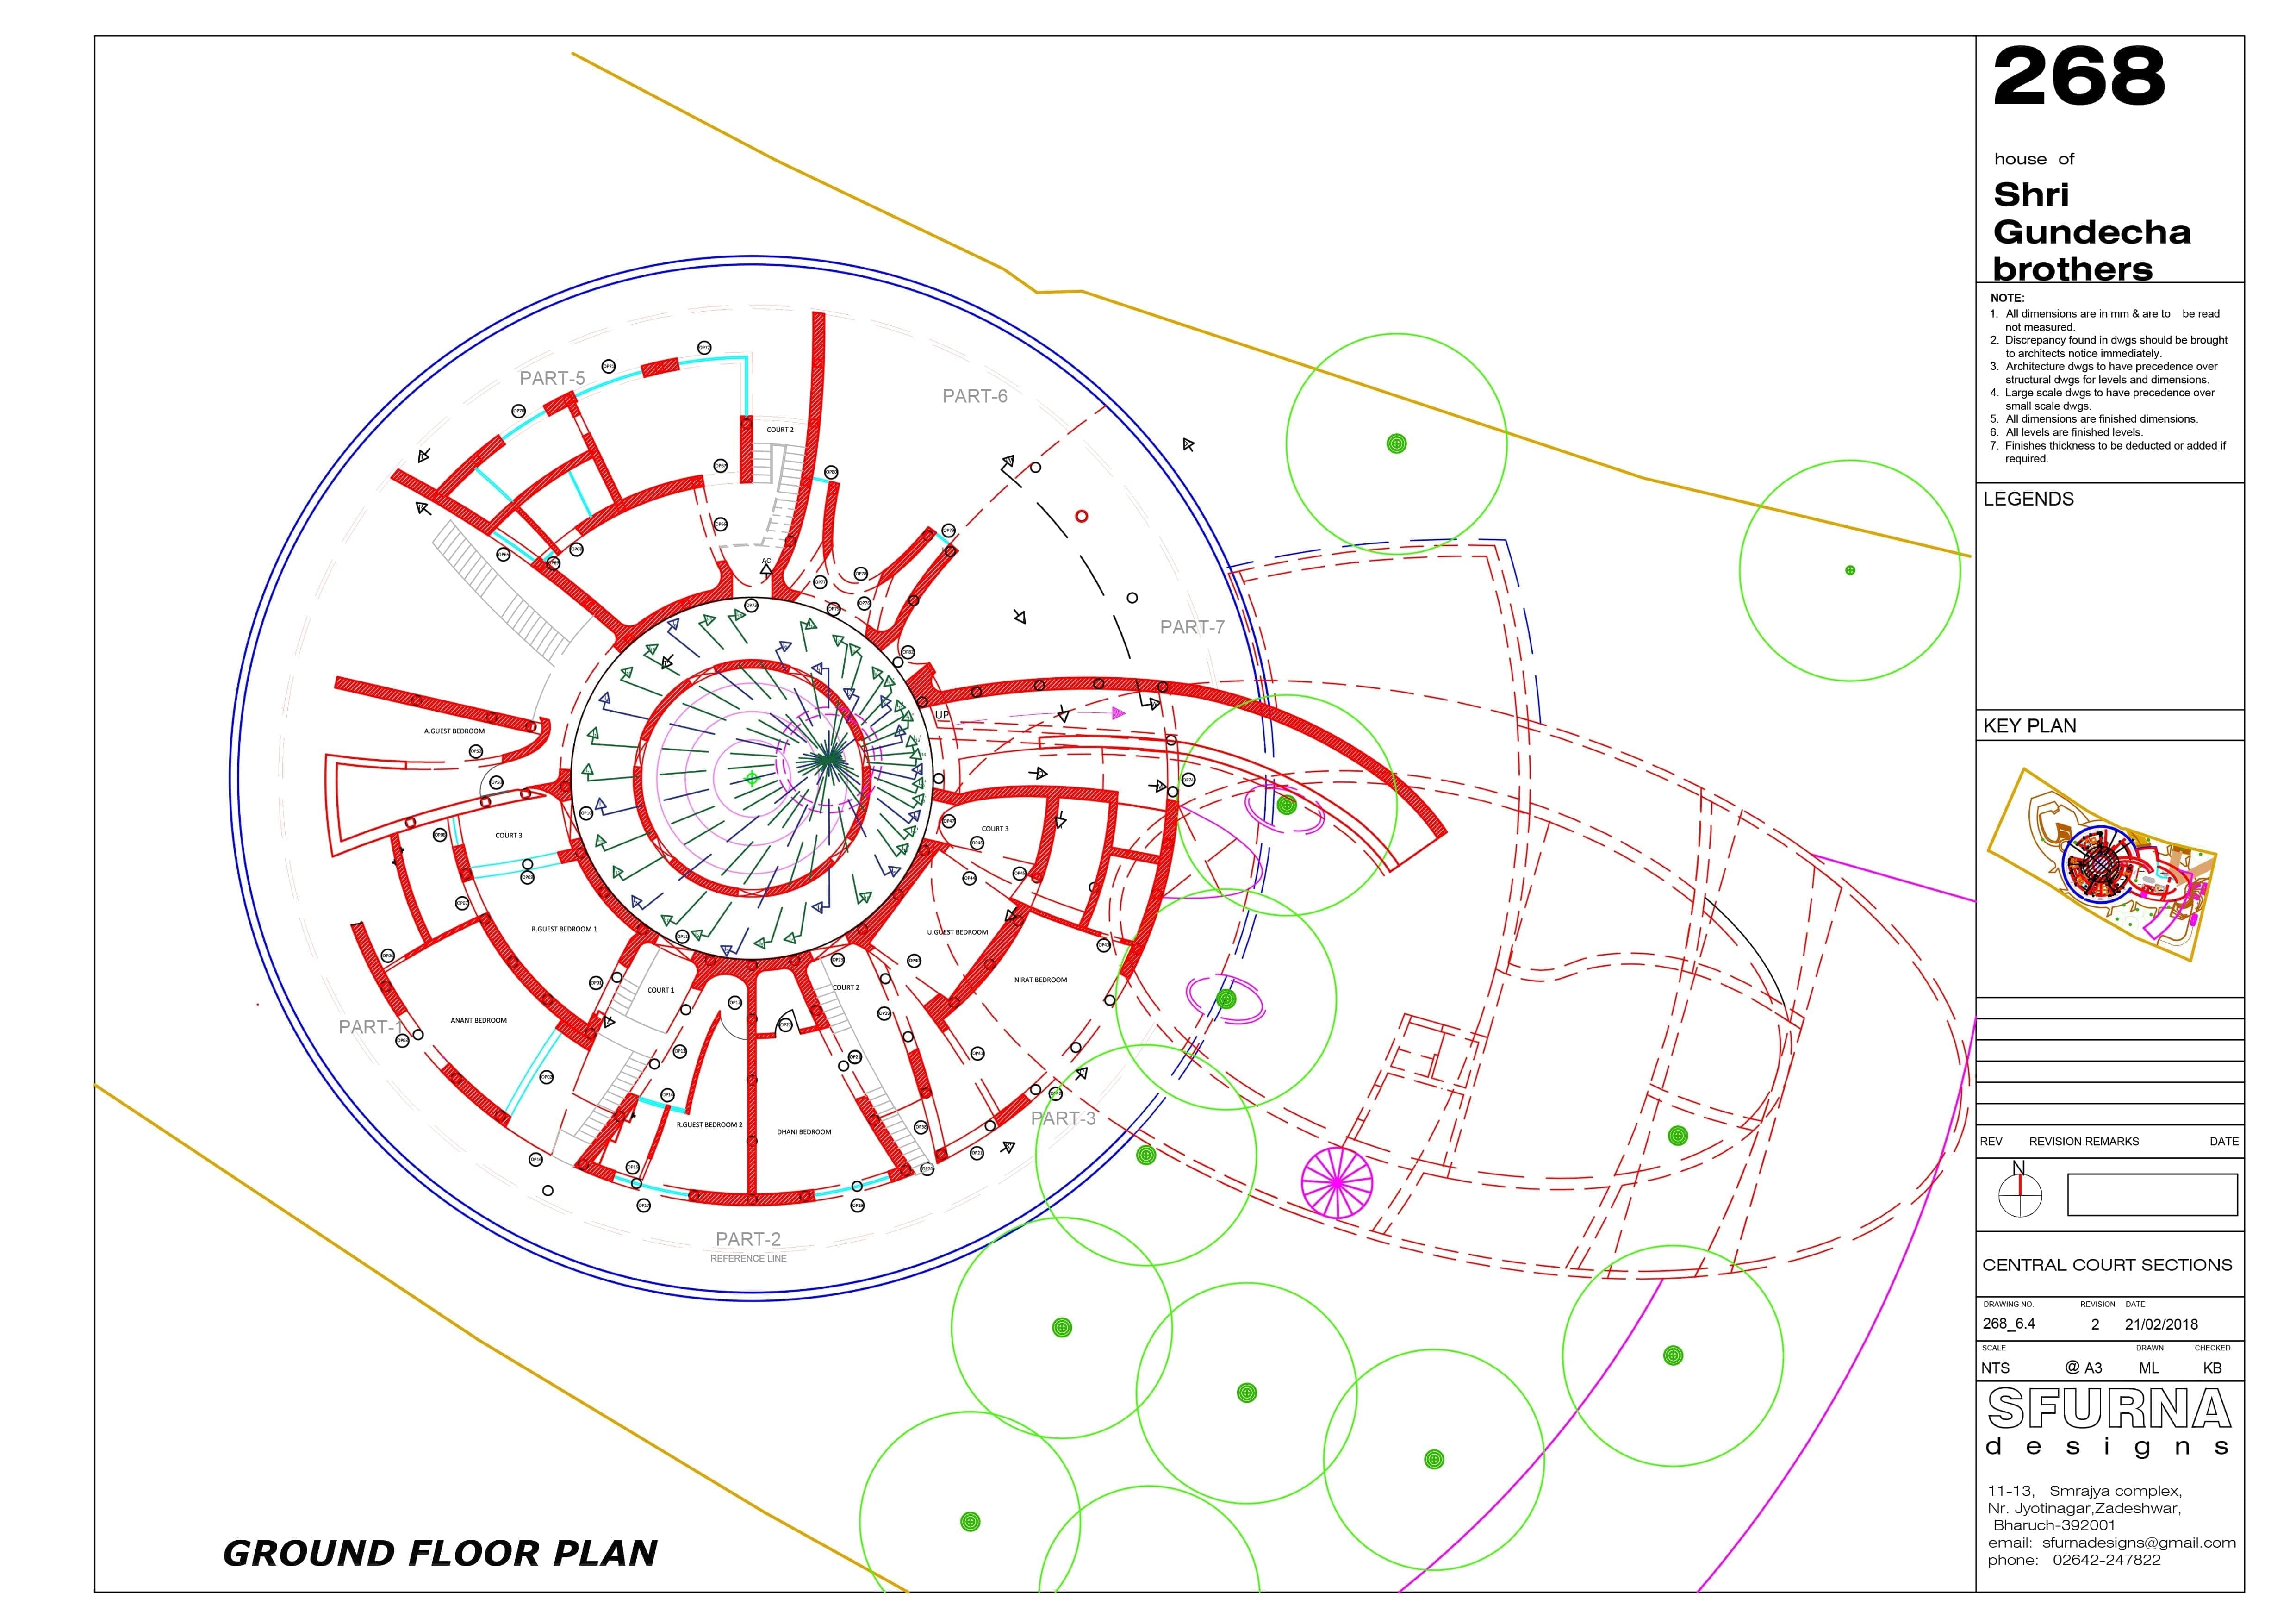 268
house of
Shri
Gundecha
brothers
NOTE:
1. All dimensions are in mm & are to be read
not measured.
2. Discrepancy found in dwgs should be brought
to architects notice immediately.
3. Architecture dwgs to have precedence over
structural dwgs for levels and dimensions.
4. Large scale dwgs to have precedence over
small scale dwgs.
5. All dimensions are finished dimensions.
6. All levels are finished levels.
7. Finishes thickness to be deducted or added if
required.
LEGENDS
KEY PLAN
REV REVISION REMARKS DATE
N
CENTRAL COURT SECTIONS
DRAWING NO. REVISION DATE
268_6.4 2 21/02/2018
SCALE DRAWN CHECKED
NTS @ A3 ML KB
SFURNA
designs
11-13, Smrajya complex,
Nr. Jyotinagar,Zadeshwar,
Bharuch-392001
email: sfurnadesigns@gmail.com
phone: 02642-247822
PART-5
PART-6
COURT 2
AC
PART-7
UP
A.GUEST BEDROOM
COURT 3
COURT 3
R.GUEST BEDROOM 1
U.GUEST BEDROOM
NIRAT BEDROOM
COURT 1
COURT 2
PART-1
ANANT BEDROOM
R.GUEST BEDROOM 2
DHANI BEDROOM
PART-3
PART-2
REFERENCE LINE
GROUND FLOOR PLAN